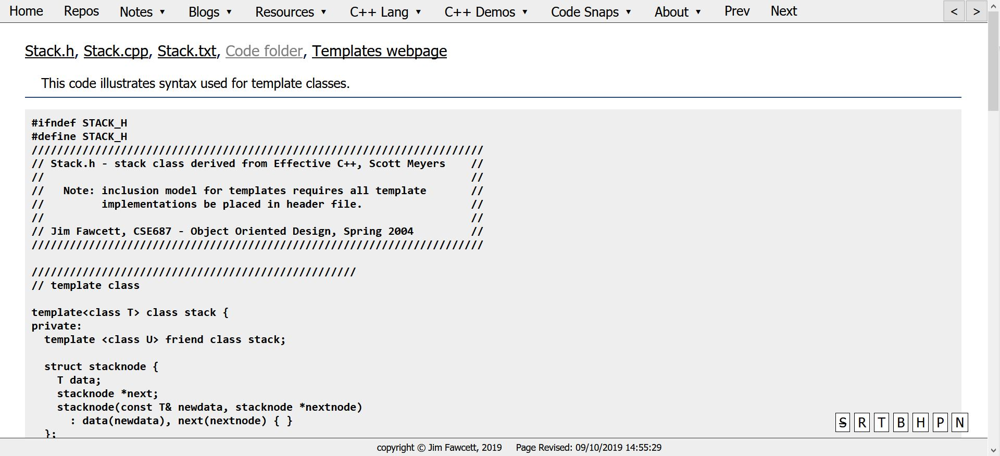 Home Repos Notes ▼ Blogs ▼ Resources ▼ C++ Lang ▼ C++ Demos ▼ Code Snaps ▼ About ▼ Prev Next < >
Stack.h, Stack.cpp, Stack.txt, Code folder, Templates webpage
This code illustrates syntax used for template classes.
#ifndef STACK_H
#define STACK_H
///////////////////////////////////////////////////////////////////////
// Stack.h - stack class derived from Effective C++, Scott Meyers    //
//                                                                   //
//   Note: inclusion model for templates requires all template       //
//         implementations be placed in header file.                 //
//                                                                   //
// Jim Fawcett, CSE687 - Object Oriented Design, Spring 2004         //
///////////////////////////////////////////////////////////////////////
///////////////////////////////////////////////////
// template class
template<class T> class stack {
private:
  template <class U> friend class stack;
  struct stacknode {
    T data;
    stacknode *next;
    stacknode(const T& newdata, stacknode *nextnode)
      : data(newdata), next(nextnode) { }
  };
S R T B H P N
copyright © Jim Fawcett, 2019 Page Revised: 09/10/2019 14:55:29